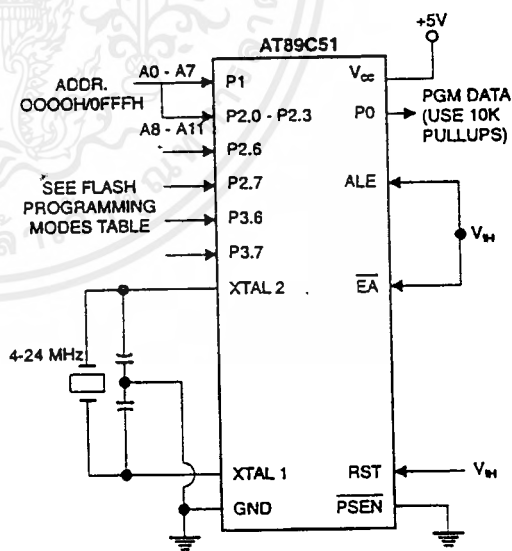 +5V
AT89C51
A0 - A7
ADDR.
OOOOH/0FFFH
P1
Vcc
PGM DATA
(USE 10K
PULLUPS)
P2.0 - P2.3
P0
A8 - A11
P2.6
P2.7
ALE
SEE FLASH
PROGRAMMING
MODES TABLE
P3.6
VIH
P3.7
XTAL 2
EA
4-24 MHz
XTAL 1
RST
VIH
GND
PSEN